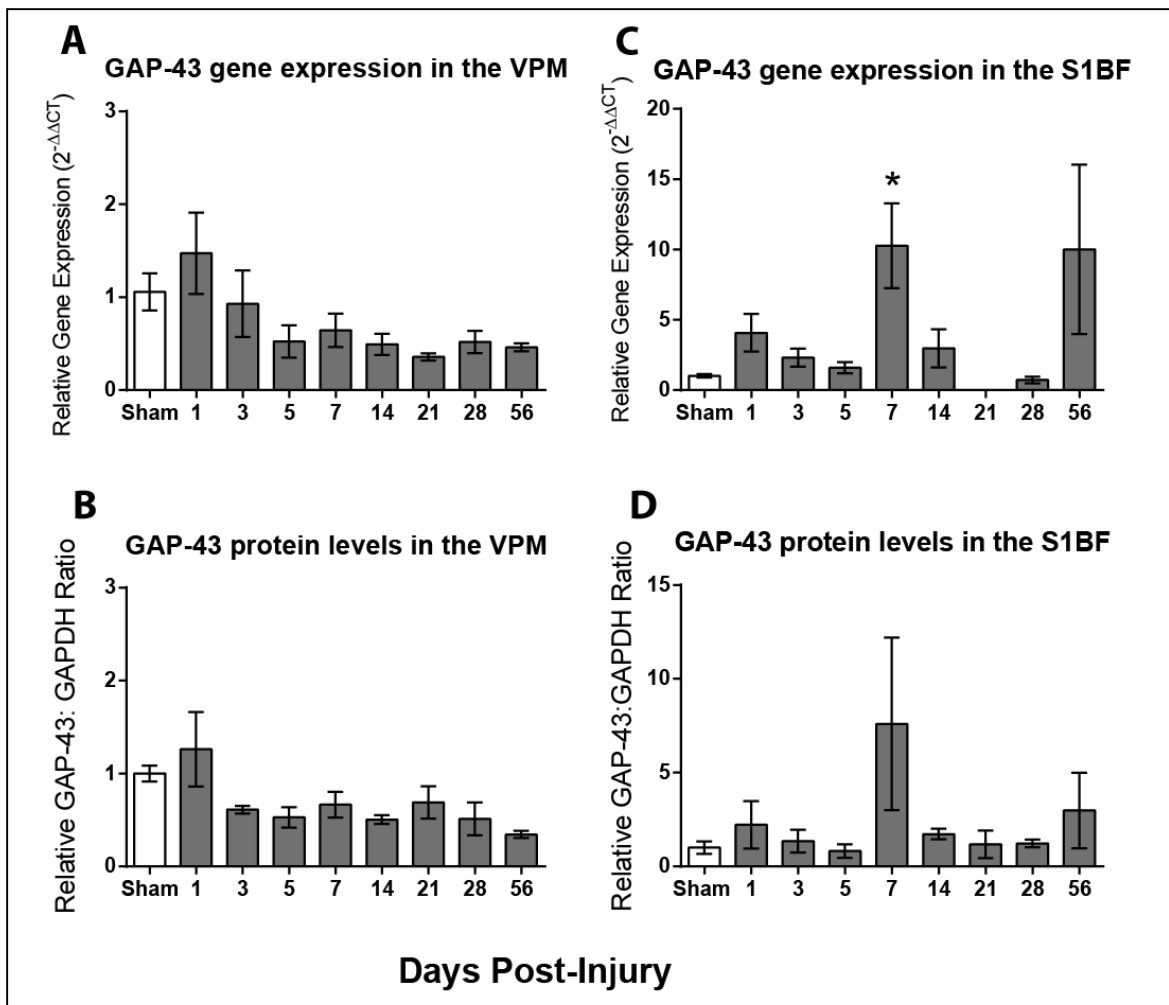 A
GAP-43 gene expression in the VPM
Relative Gene Expression (2^-ΔΔCT)
3
2
1
0
Sham 1 3 5 7 14 21 28 56
C
GAP-43 gene expression in the S1BF
Relative Gene Expression (2^-ΔΔCT)
20
15
10
5
0
*
Sham 1 3 5 7 14 21 28 56
B
GAP-43 protein levels in the VPM
Relative GAP-43: GAPDH Ratio
3
2
1
0
Sham 1 3 5 7 14 21 28 56
D
GAP-43 protein levels in the S1BF
Relative GAP-43:GAPDH Ratio
15
10
5
0
Sham 1 3 5 7 14 21 28 56
Days Post-Injury